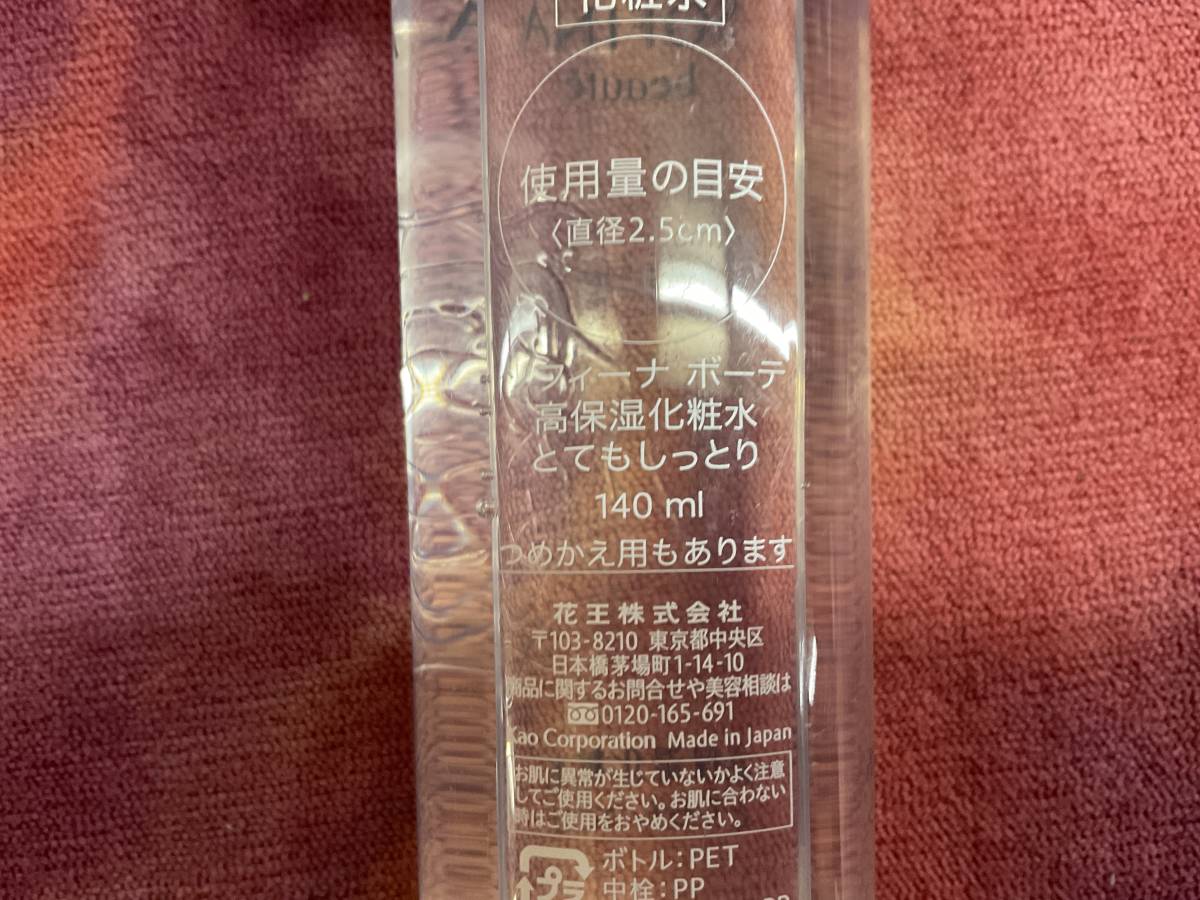 化粧水
beauté
使用量の目安
〈直径2.5cm〉
ソフィーナ ボーテ
高保湿化粧水
とてもしっとり
140 ml
つめかえ用もあります
花王株式会社
〒103-8210 東京都中央区
日本橋茅場町1-14-10
商品に関するお問合せや美容相談は
0120-165-691
Kao Corporation Made in Japan
お肌に異常が生じていないかよく注意
してご使用ください。お肌に合わない
時はご使用をおやめください。
プラ
ボトル:PET
中栓:PP